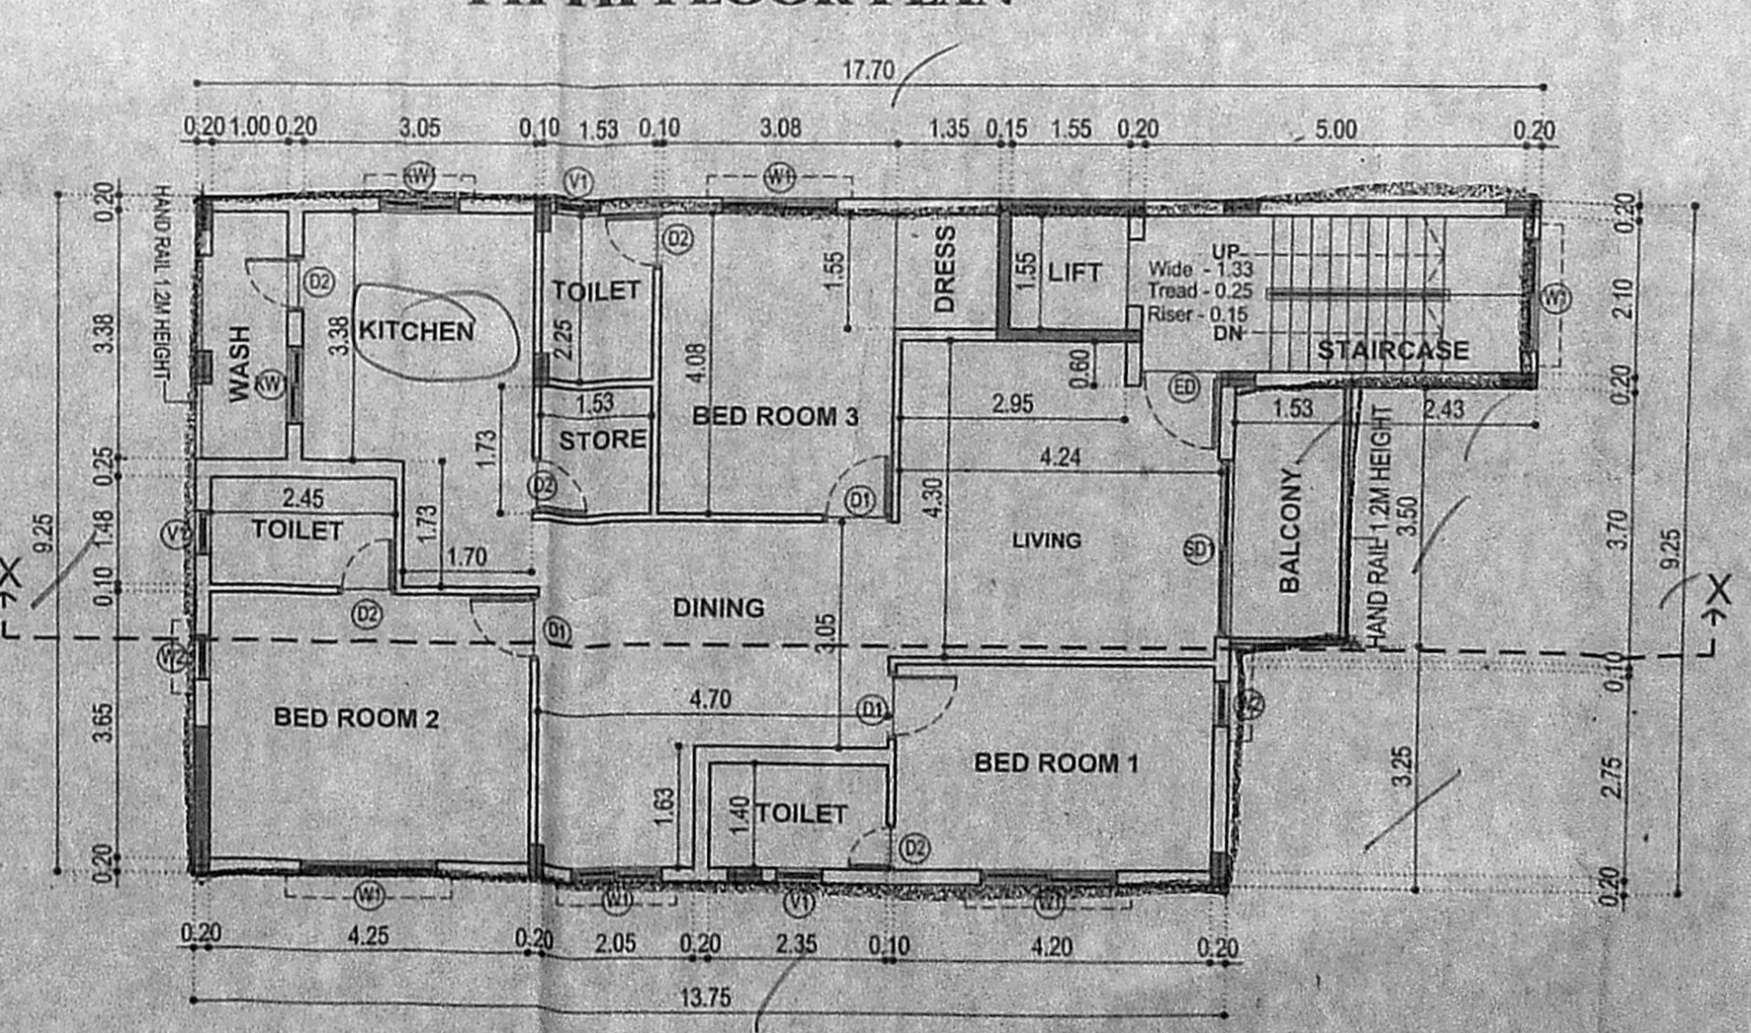 FIFTH FLOOR PLAN
17.70
0.20 1.00 0.20 3.05 0.10 1.53 0.10 3.08 1.35 0.15 1.55 0.20 5.00 0.20
KW1 V1 W1
0.20 3.38 0.25 1.48 0.10 3.65 0.20
9.25
HAND RAIL 1.2M HEIGHT
WASH
D2
KW
3.38
KITCHEN
TOILET
2.25
D2
1.53
STORE
1.73
D2
4.08
BED ROOM 3
D1
1.55
DRESS
1.55
LIFT
0.60
UP
Wide - 1.33
Tread - 0.25
Riser - 0.15
DN
STAIRCASE
ED
2.95
4.24
4.30
LIVING
SD1
1.53 2.43
BALCONY
HAND RAIL 1.2M HEIGHT
3.50
0.20 2.10 0.20 3.70 0.10 2.75 0.20
9.25
2.45
TOILET
1.73
1.70
D2
D1
X X
DINING
3.05
W2
BED ROOM 2
4.70
D1
BED ROOM 1
3.25
1.63
1.40
TOILET
D2
W1 W1 V1 W1
0.20 4.25 0.20 2.05 0.20 2.35 0.10 4.20 0.20
13.75